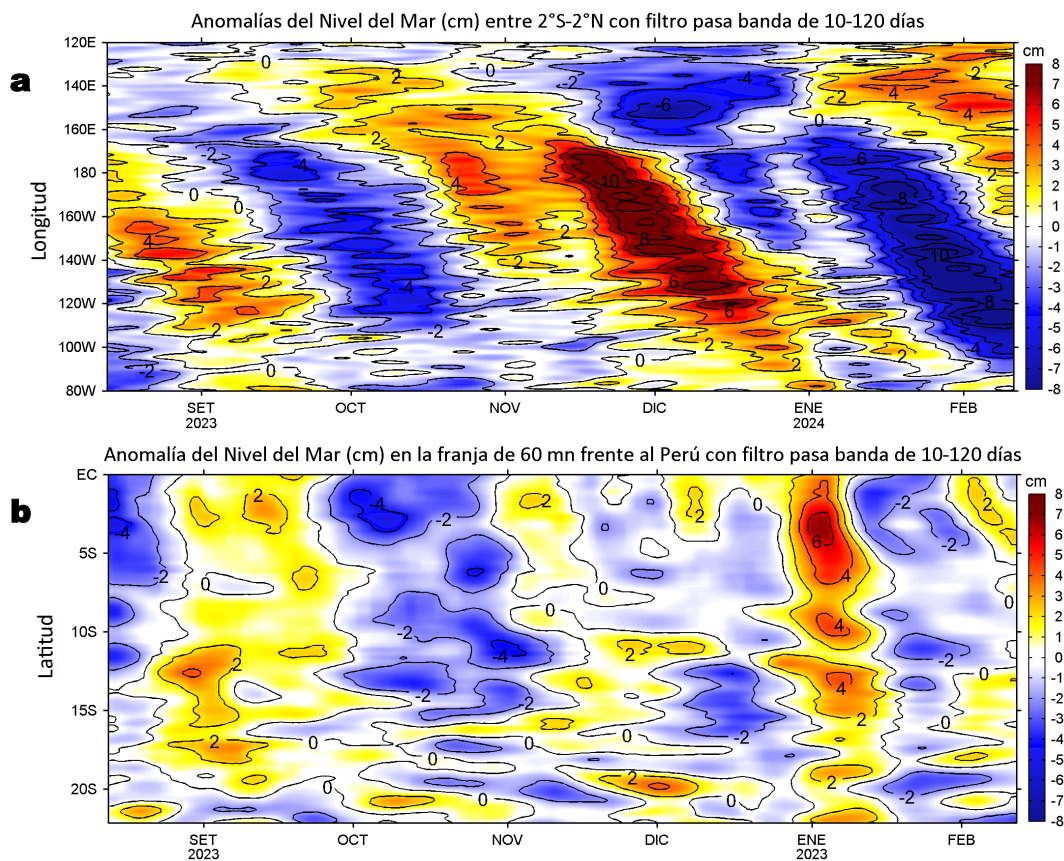 Anomalías del Nivel del Mar (cm) entre 2°S-2°N con filtro pasa banda de 10-120 días
a
Longitud
120E
140E
160E
180
160W
140W
120W
100W
80W
SET
2023
OCT
NOV
DIC
ENE
2024
FEB
cm
8
7
6
5
4
3
2
1
0
-1
-2
-3
-4
-5
-6
-7
-8
Anomalía del Nivel del Mar (cm) en la franja de 60 mn frente al Perú con filtro pasa banda de 10-120 días
b
Latitud
EC
5S
10S
15S
20S
SET
2023
OCT
NOV
DIC
ENE
2023
FEB
cm
8
7
6
5
4
3
2
1
0
-1
-2
-3
-4
-5
-6
-7
-8